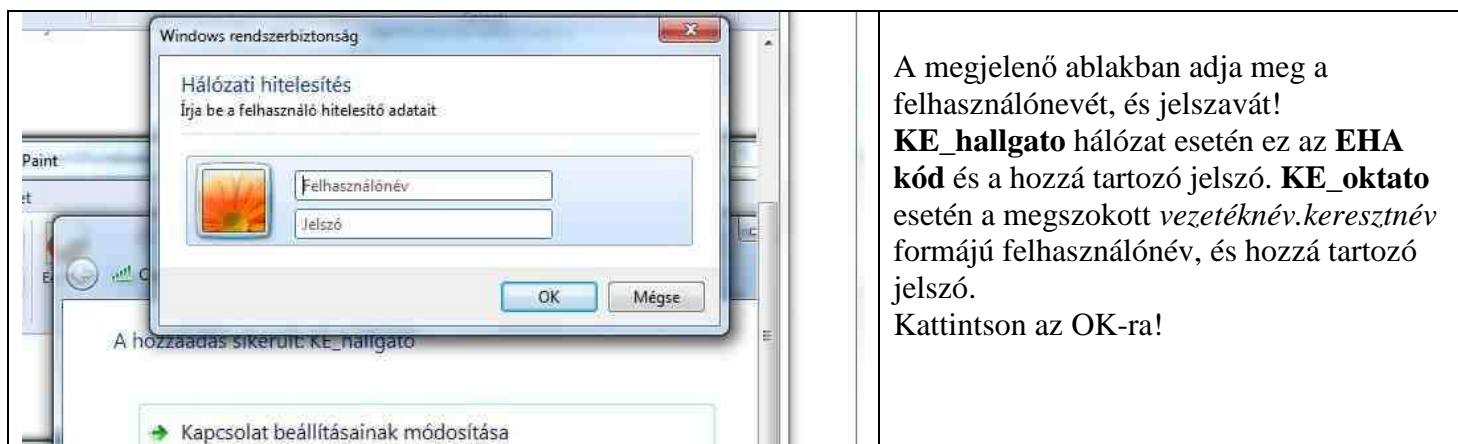 Windows rendszerbiztonság
Hálózati hitelesítés
Írja be a felhasználó hitelesítő adatait
Paint
Felhasználónév
Jelszó
OK
Mégse
A hozzáadás sikerült: KE_hallgato
Kapcsolat beállításainak módosítása
A megjelenő ablakban adja meg a
felhasználónevét, és jelszavát!
KE_hallgato hálózat esetén ez az EHA
kód és a hozzá tartozó jelszó. KE_oktato
esetén a megszokott vezetéknév.keresztnév
formájú felhasználónév, és hozzá tartozó
jelszó.
Kattintson az OK-ra!